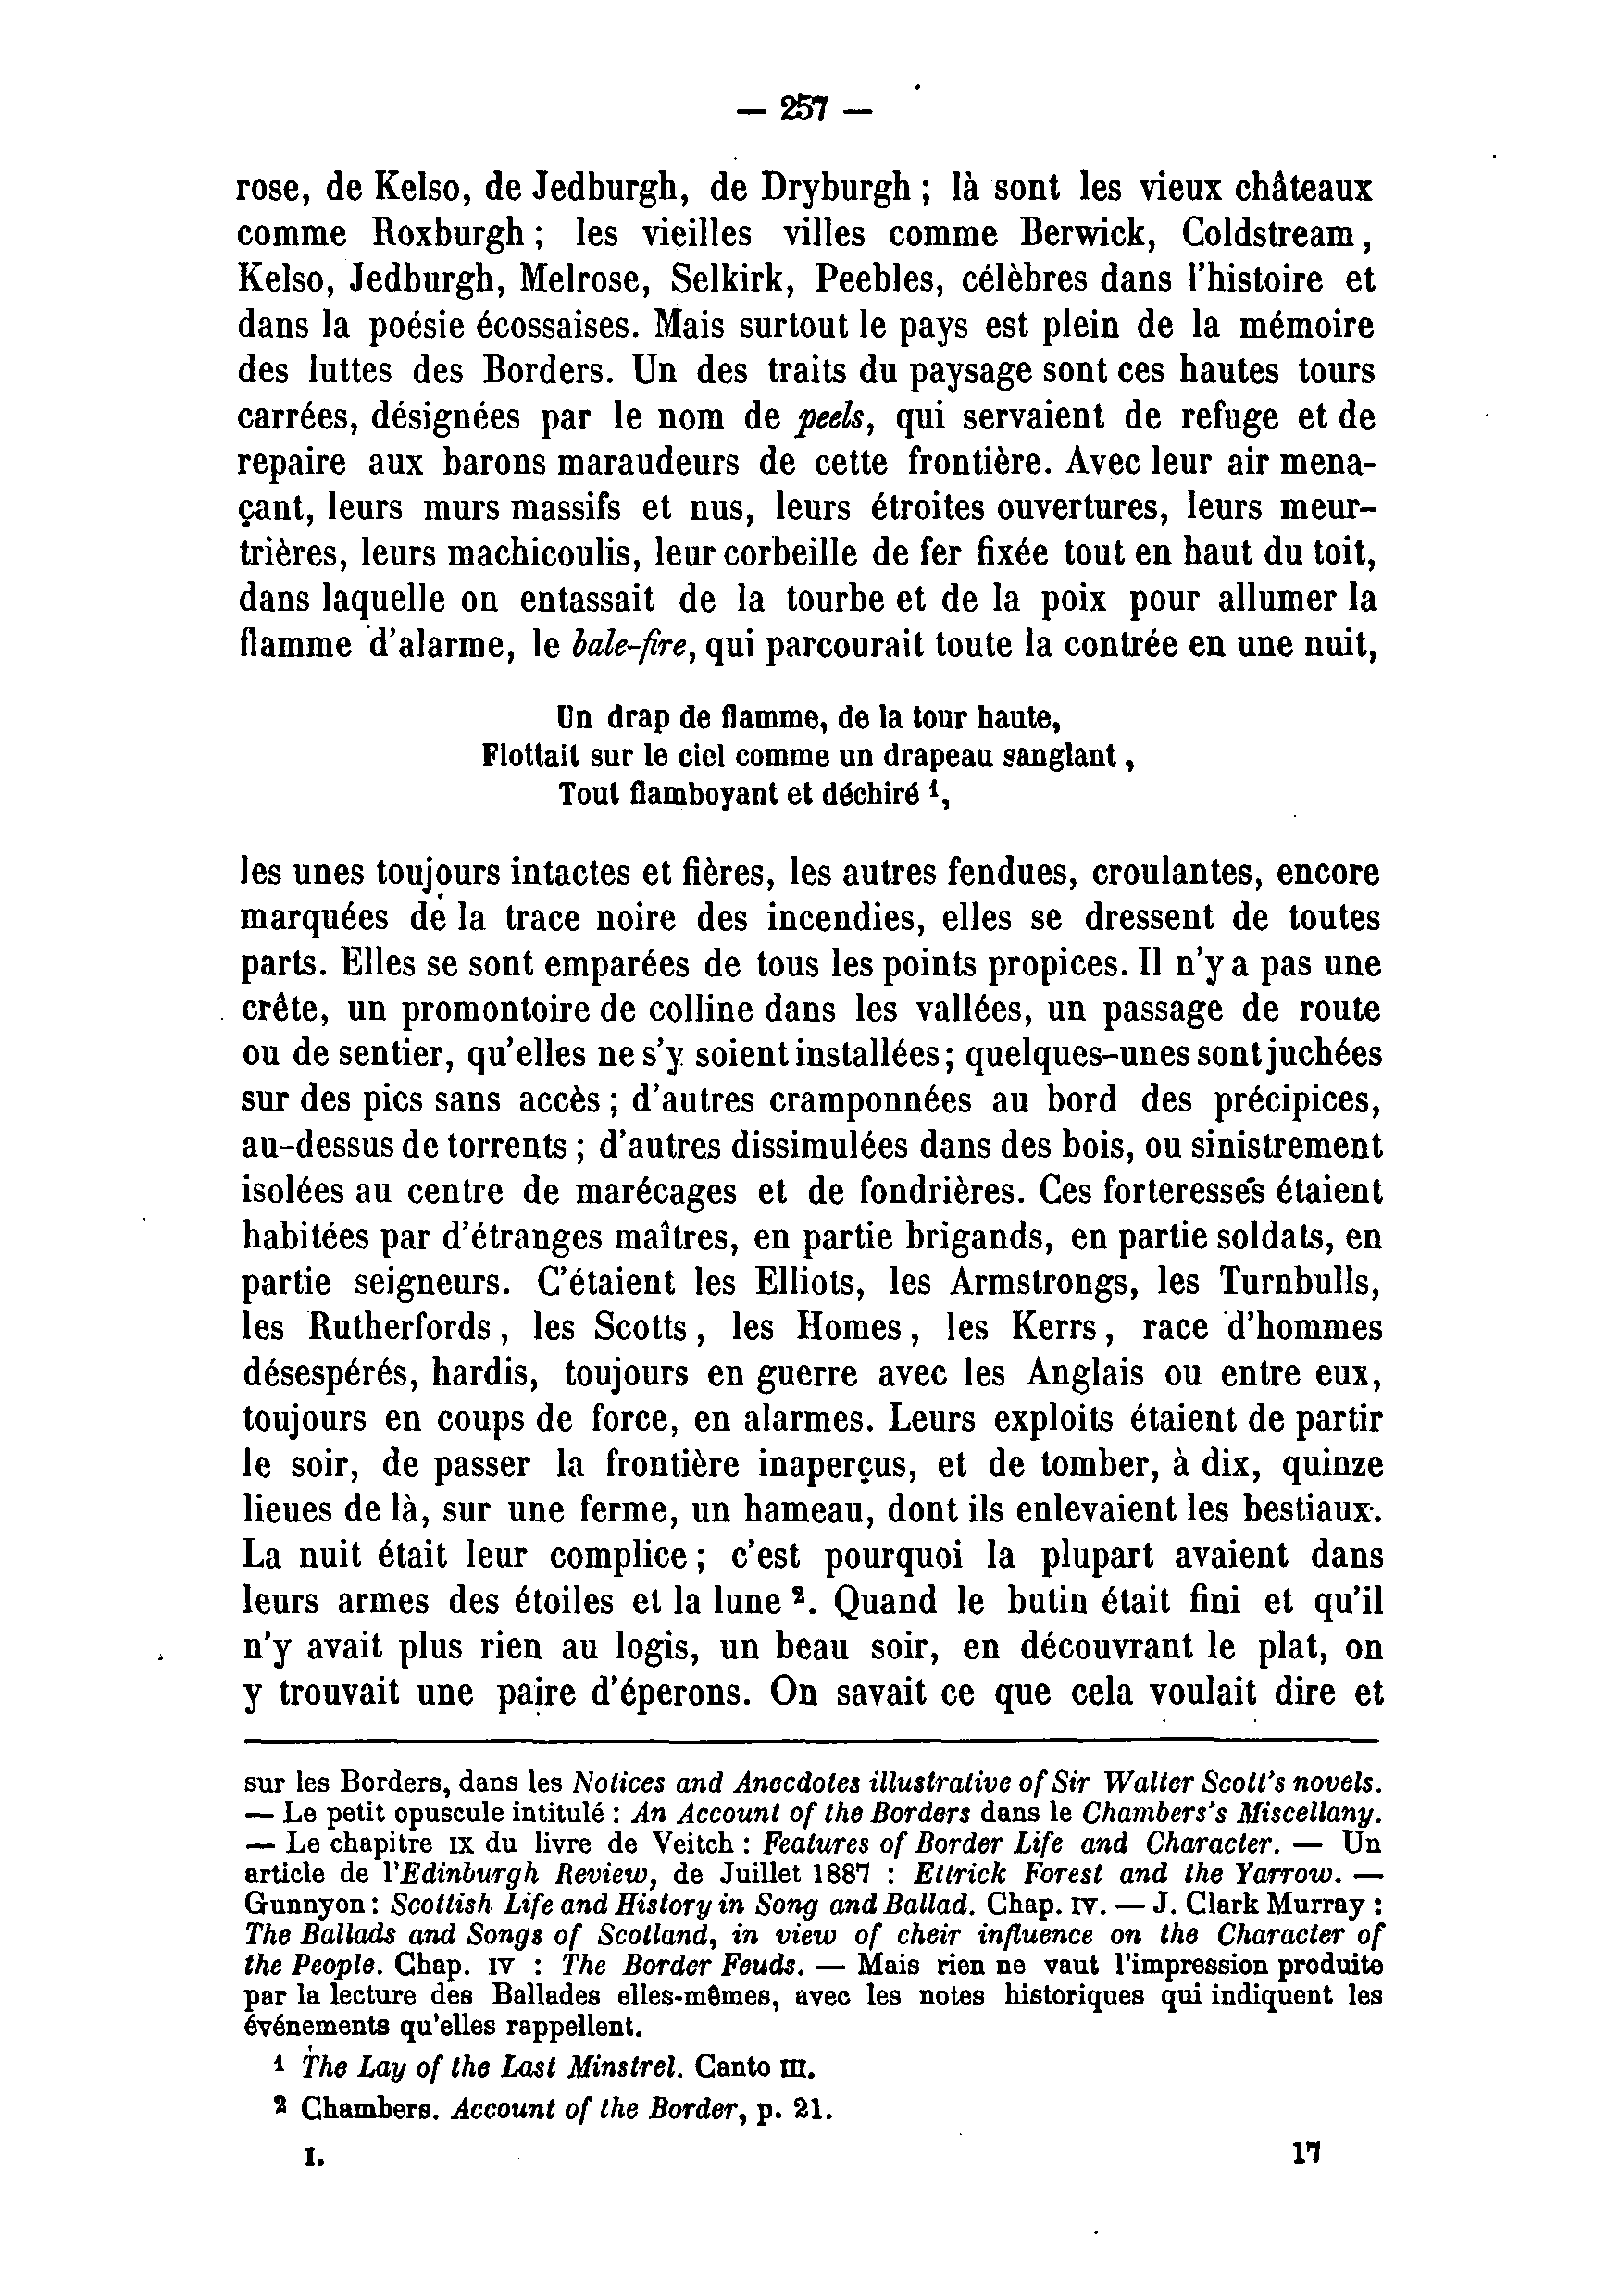 — 257 —
rose, de Kelso, de Jedburgh, de Dryburgh ; là sont les vieux châteaux
comme Roxburgh ; les vieilles villes comme Berwick, Coldstream,
Kelso, Jedburgh, Melrose, Selkirk, Peebles, célèbres dans l'histoire et
dans la poésie écossaises. Mais surtout le pays est plein de la mémoire
des luttes des Borders. Un des traits du paysage sont ces hautes tours
carrées, désignées par le nom de peels, qui servaient de refuge et de
repaire aux barons maraudeurs de cette frontière. Avec leur air mena-
çant, leurs murs massifs et nus, leurs étroites ouvertures, leurs meur-
trières, leurs machicoulis, leur corbeille de fer fixée tout en haut du toit,
dans laquelle on entassait de la tourbe et de la poix pour allumer la
flamme d'alarme, le bale-fire, qui parcourait toute la contrée en une nuit,
Un drap de flamme, de la tour haute,
Flottait sur le ciel comme un drapeau sanglant,
Tout flamboyant et déchiré 1,
les unes toujours intactes et fières, les autres fendues, croulantes, encore
marquées de la trace noire des incendies, elles se dressent de toutes
parts. Elles se sont emparées de tous les points propices. Il n'y a pas une
crête, un promontoire de colline dans les vallées, un passage de route
ou de sentier, qu'elles ne s'y soient installées ; quelques-unes sont juchées
sur des pics sans accès ; d'autres cramponnées au bord des précipices,
au-dessus de torrents ; d'autres dissimulées dans des bois, ou sinistrement
isolées au centre de marécages et de fondrières. Ces forteresses étaient
habitées par d'étranges maîtres, en partie brigands, en partie soldats, en
partie seigneurs. C'étaient les Elliots, les Armstrongs, les Turnbulls,
les Rutherfords, les Scotts, les Homes, les Kerrs, race d'hommes
désespérés, hardis, toujours en guerre avec les Anglais ou entre eux,
toujours en coups de force, en alarmes. Leurs exploits étaient de partir
le soir, de passer la frontière inaperçus, et de tomber, à dix, quinze
lieues de là, sur une ferme, un hameau, dont ils enlevaient les bestiaux.
La nuit était leur complice ; c'est pourquoi la plupart avaient dans
leurs armes des étoiles et la lune 2. Quand le butin était fini et qu'il
n'y avait plus rien au logis, un beau soir, en découvrant le plat, on
y trouvait une paire d'éperons. On savait ce que cela voulait dire et
sur les Borders, dans les Notices and Anecdotes illustrative of Sir Walter Scott's novels.
— Le petit opuscule intitulé : An Account of the Borders dans le Chambers's Miscellany.
— Le chapitre IX du livre de Veitch : Features of Border Life and Character. — Un
article de l'Edinburgh Review, de Juillet 1887 : Ettrick Forest and the Yarrow. —
Gunnyon : Scottish Life and History in Song and Ballad. Chap. IV. — J. Clark Murray :
The Ballads and Songs of Scotland, in view of cheir influence on the Character of
the People. Chap. IV : The Border Feuds. — Mais rien ne vaut l'impression produite
par la lecture des Ballades elles-mêmes, avec les notes historiques qui indiquent les
événements qu'elles rappellent.
1 The Lay of the Last Minstrel. Canto III.
2 Chambers. Account of the Border, p. 21.
I. 17